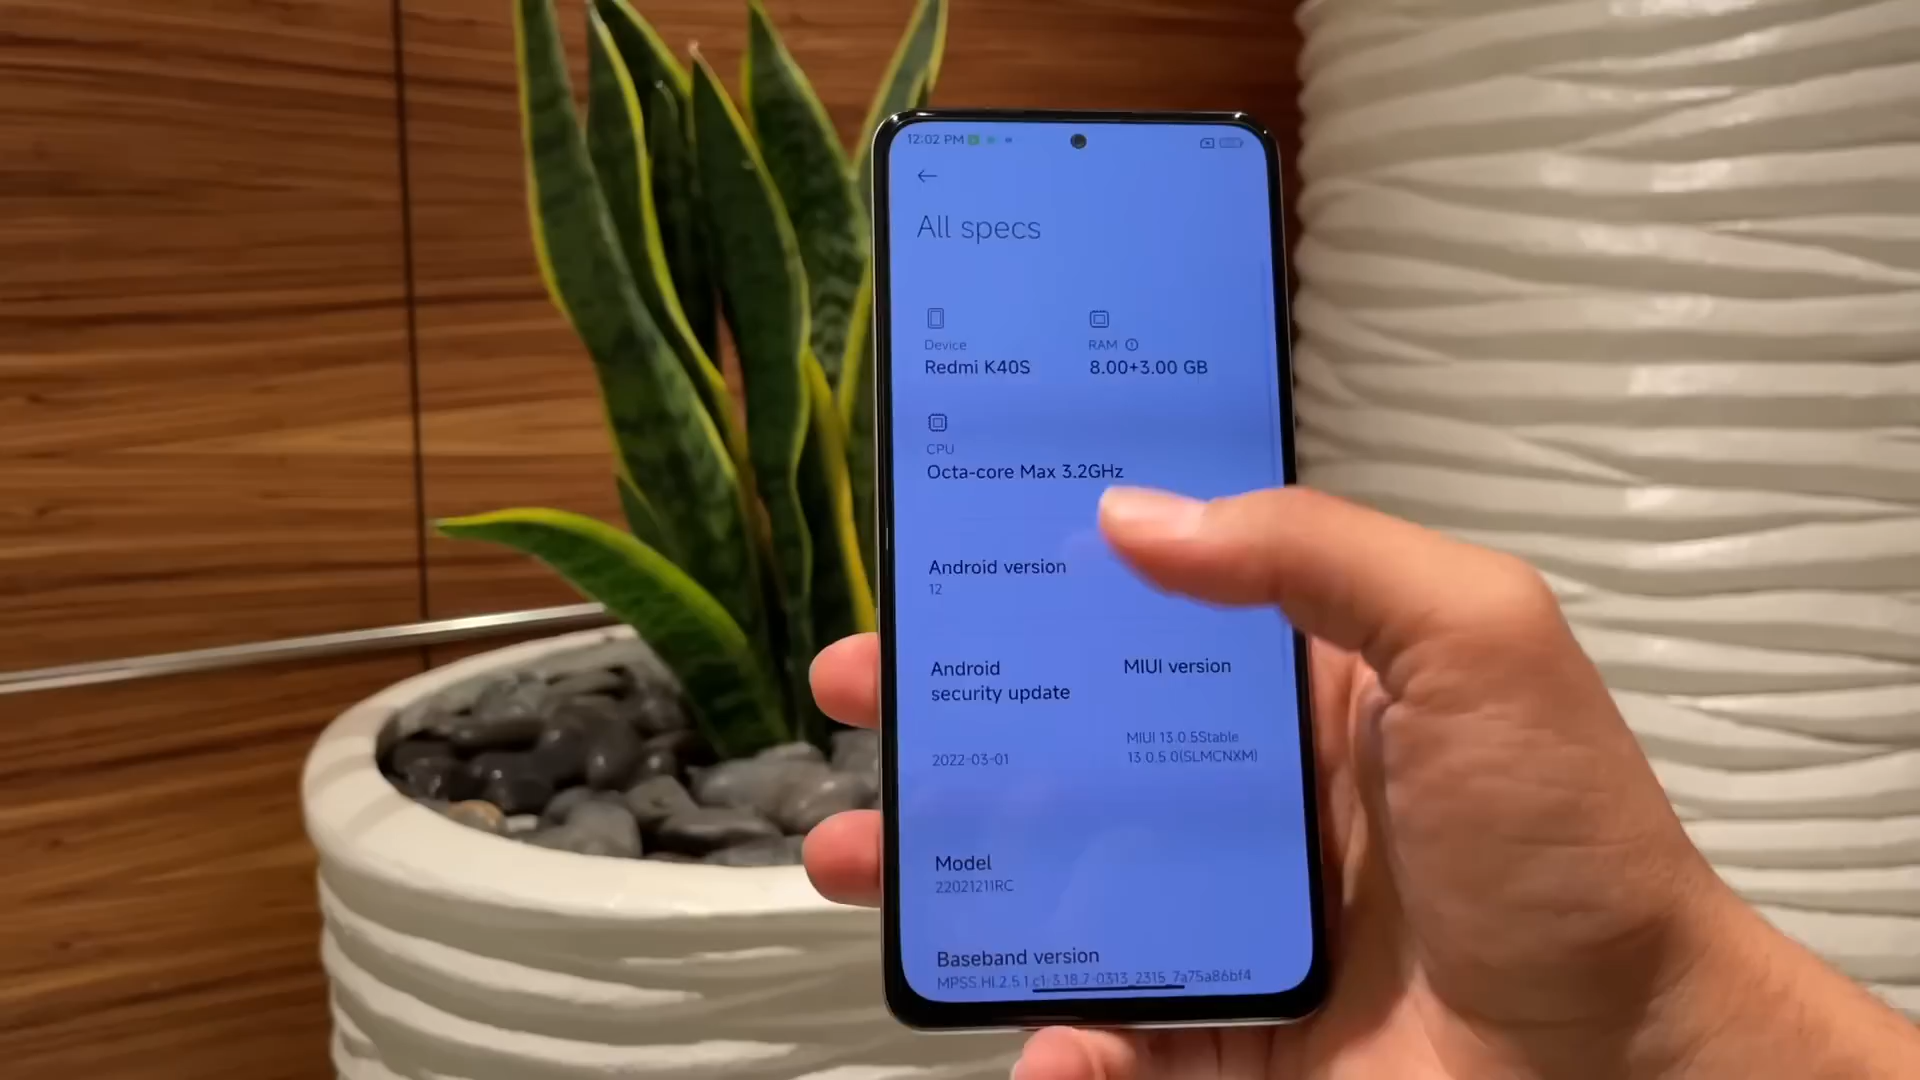 12:02 PM
All specs
Device
Redmi K40S
RAM
8.00+3.00 GB
CPU
Octa-core Max 3.2GHz
Android version
12
Android
security update
2022-03-01
MIUI version
MIUI 13.0.5Stable
13.0.5.0(SLMCNXM)
Model
22021211RC
Baseband version
MPSS.HI.2.5.1.c1-3.18.7-0313_2315_7a75a86bf4